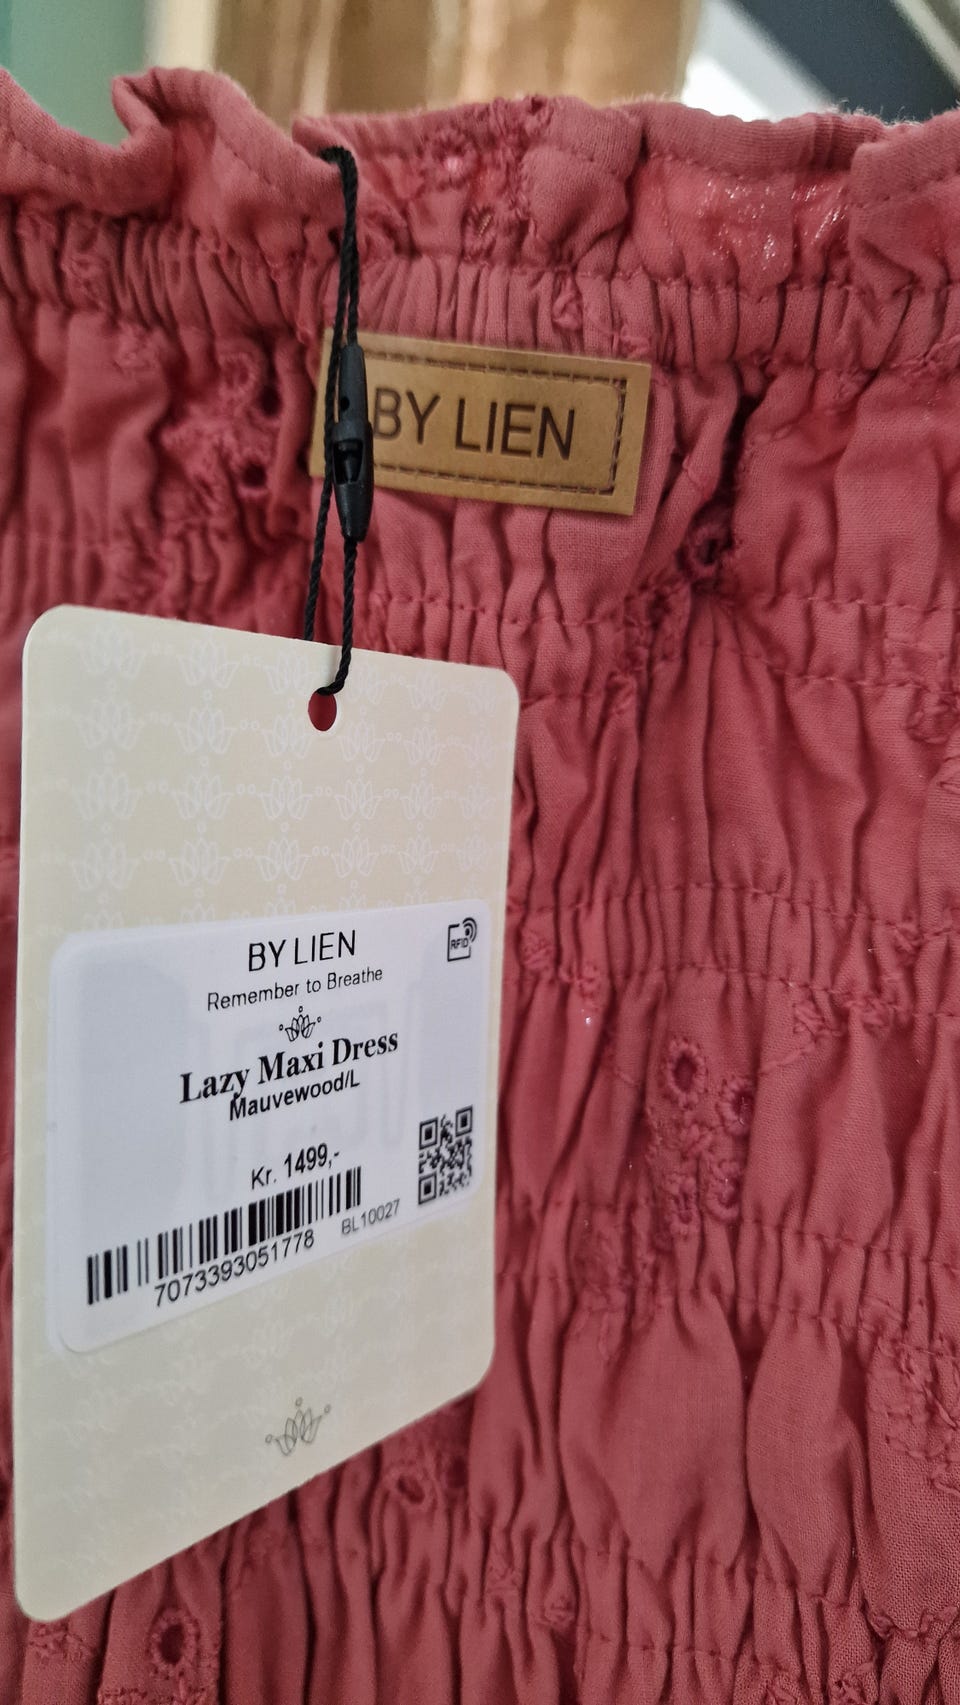 BY LIEN
BY LIEN
RFID
Remember to Breathe
Lazy Maxi Dress
Mauvewood/L
Kr. 1499,-
BL10027
7073393051778